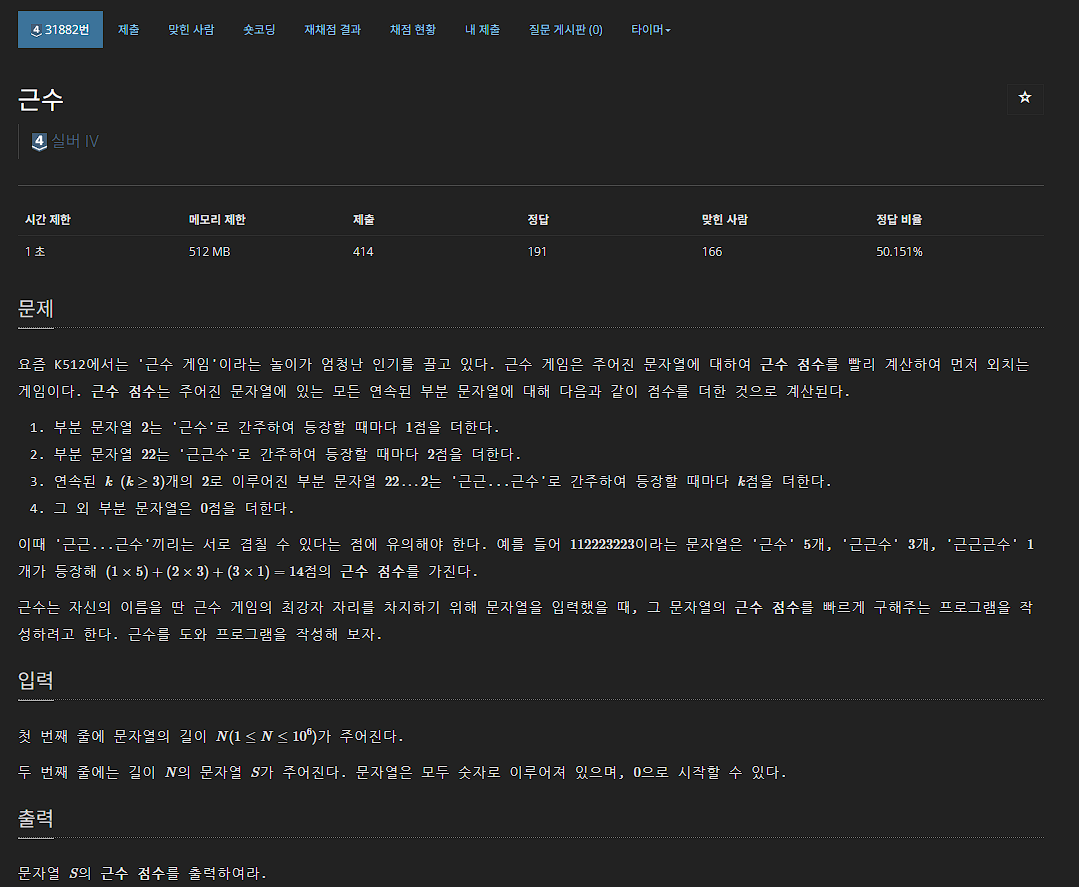 4 31882번 제출 맞힌 사람 숏코딩 재채점 결과 채점 현황 내 제출 질문 게시판 (0) 타이머
근수
4 실버 IV
시간 제한 메모리 제한 제출 정답 맞힌 사람 정답 비율
1 초 512 MB 414 191 166 50.151%
문제
요즘 K512에서는 '근수 게임'이라는 놀이가 엄청난 인기를 끌고 있다. 근수 게임은 주어진 문자열에 대하여 근수 점수를 빨리 계산하여 먼저 외치는
게임이다. 근수 점수는 주어진 문자열에 있는 모든 연속된 부분 문자열에 대해 다음과 같이 점수를 더한 것으로 계산된다.
1. 부분 문자열 2는 '근수'로 간주하여 등장할 때마다 1점을 더한다.
2. 부분 문자열 22는 '근근수'로 간주하여 등장할 때마다 2점을 더한다.
3. 연속된 k (k ≥ 3)개의 2로 이루어진 부분 문자열 22...2는 '근근...근수'로 간주하여 등장할 때마다 k점을 더한다.
4. 그 외 부분 문자열은 0점을 더한다.
이때 '근근...근수'끼리는 서로 겹칠 수 있다는 점에 유의해야 한다. 예를 들어 112223223이라는 문자열은 '근수' 5개, '근근수' 3개, '근근근수' 1
개가 등장해 (1 × 5) + (2 × 3) + (3 × 1) = 14점의 근수 점수를 가진다.
근수는 자신의 이름을 딴 근수 게임의 최강자 자리를 차지하기 위해 문자열을 입력했을 때, 그 문자열의 근수 점수를 빠르게 구해주는 프로그램을 작
성하려고 한다. 근수를 도와 프로그램을 작성해 보자.
입력
첫 번째 줄에 문자열의 길이 N(1 ≤ N ≤ 10⁶)가 주어진다.
두 번째 줄에는 길이 N의 문자열 S가 주어진다. 문자열은 모두 숫자로 이루어져 있으며, 0으로 시작할 수 있다.
출력
문자열 S의 근수 점수를 출력하여라.